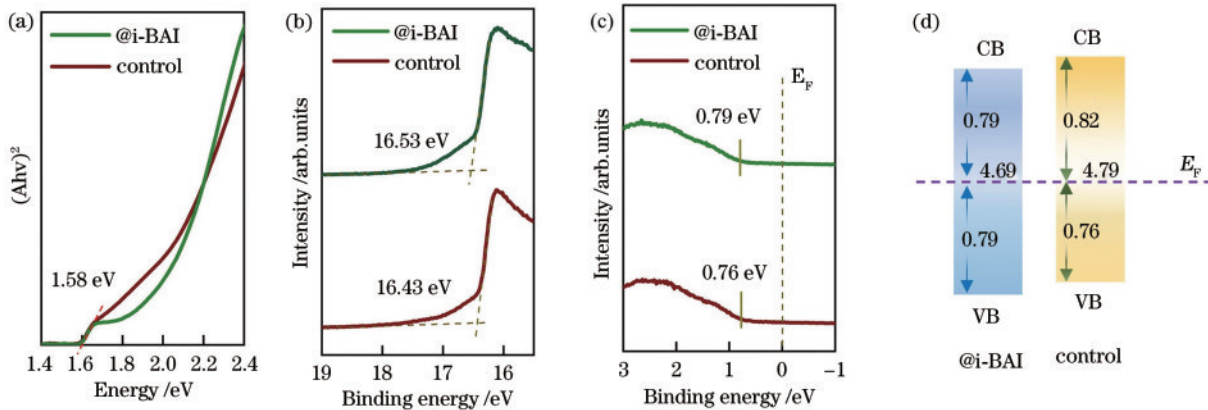 (a)
@i-BAI
control
(Ahv)²
1.58 eV
1.4 1.6 1.8 2.0 2.2 2.4
Energy /eV
(b)
@i-BAI
control
Intensity /arb.units
16.53 eV
16.43 eV
19 18 17 16
Binding energy /eV
(c)
@i-BAI
control
E_F
Intensity /arb.units
0.79 eV
0.76 eV
3 2 1 0 -1
Binding energy /eV
(d)
CB CB
0.79 0.82
4.69 4.79
E_F
0.79 0.76
VB VB
@i-BAI control